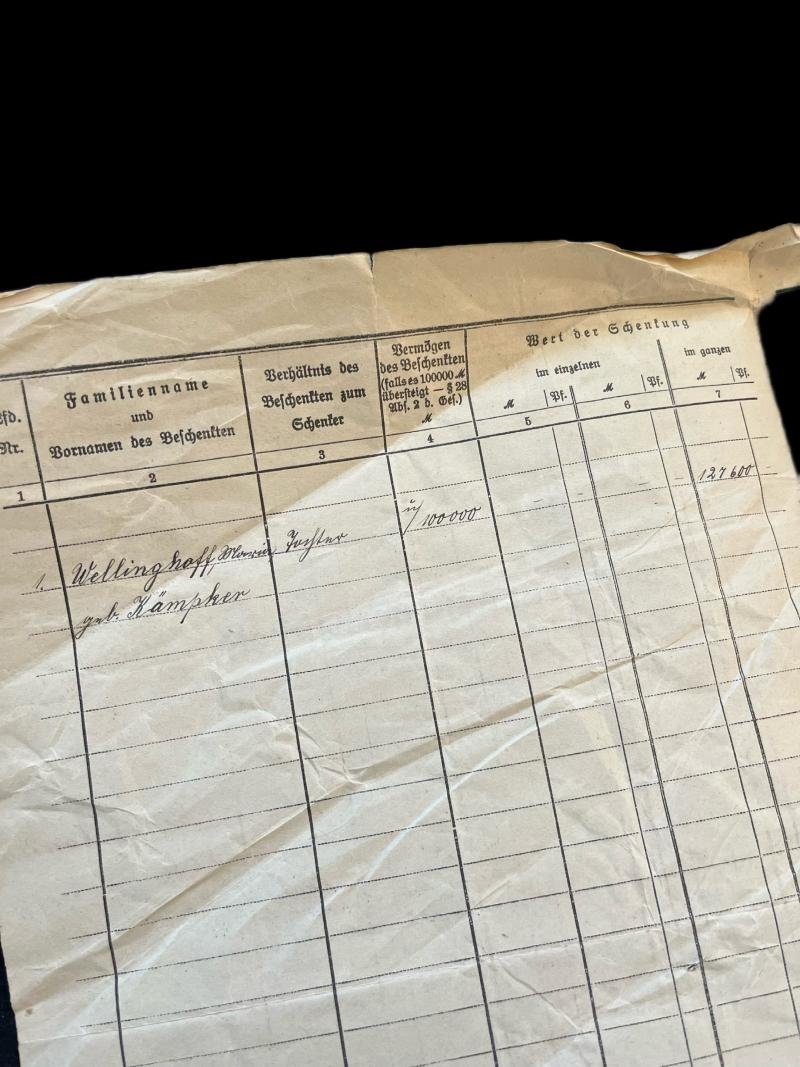 Lfd.
Nr.
Familienname
und
Vornamen des Beschenkten
Verhältnis des
Beschenkten zum
Schenker
Vermögen
des Beschenkten
(falls es 100000 M
übersteigt – § 28
Abs. 2 d. Ges.)
M
Wert der Schenkung
im einzelnen
im ganzen
M Pf. M Pf. M Pf.
1 2 3 4 5 6 7
1. Wellinghoff, Maria Tochter ü/100000 127600
geb. Kämpker